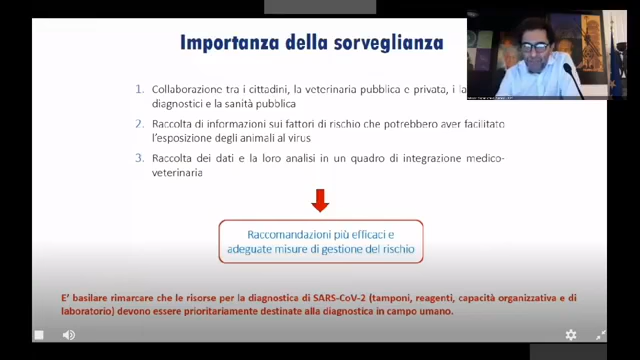 Importanza della sorveglianza
1. Collaborazione tra i cittadini, la veterinaria pubblica e privata, i
diagnostici e la sanità pubblica
2. Raccolta di informazioni sui fattori di rischio che potrebbero aver facilitato
l'esposizione degli animali al virus
3. Raccolta dei dati e la loro analisi in un quadro di integrazione medico-
veterinaria
Raccomandazioni più efficaci e
adeguate misure di gestione del rischio
E' basilare rimarcare che le risorse per la diagnostica di SARS-CoV-2 (tamponi, reagenti, capacità organizzativa e di
laboratorio) devono essere prioritariamente destinate alla diagnostica in campo umano.